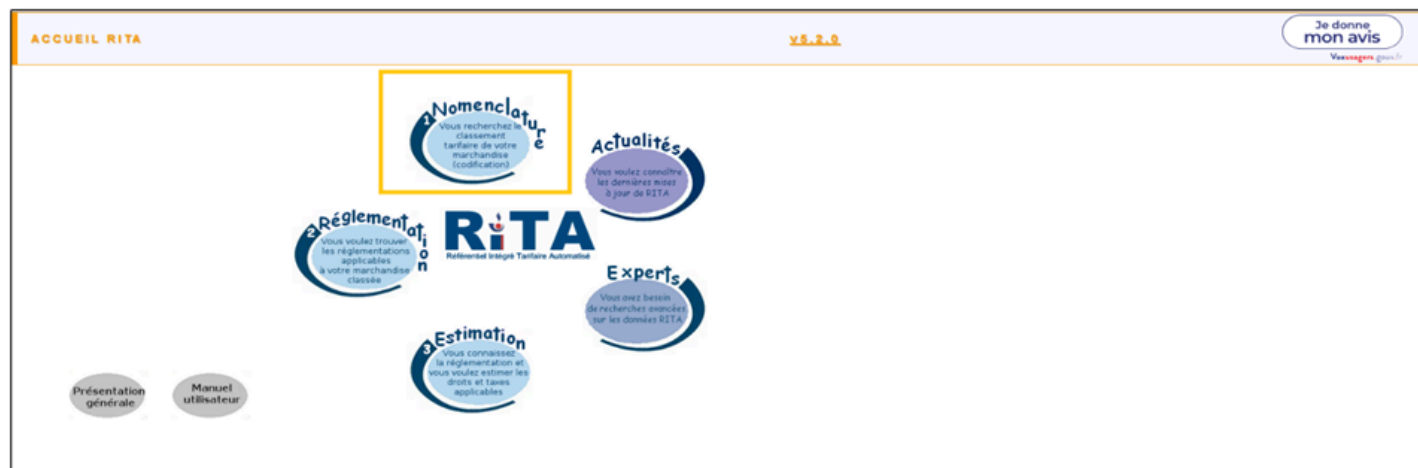 ACCUEIL RITA
v5.2.0
Je donne
mon avis
Voxusagers.gouv.fr
1 Nomenclature
Vous recherchez le
classement
tarifaire de votre
marchandise
(codification)
Actualités
Vous voulez connaître
les dernières mises
à jour de RITA
2 Réglementation
Vous voulez trouver
les réglementations
applicables
à votre marchandise
classée
RiTA
Référentiel Intégré Tarifaire Automatisé
Experts
Vous avez besoin
de recherches avancées
sur les données RITA
3 Estimation
Vous connaissez
la réglementation et
vous voulez estimer les
droits et taxes
applicables
Présentation
générale
Manuel
utilisateur